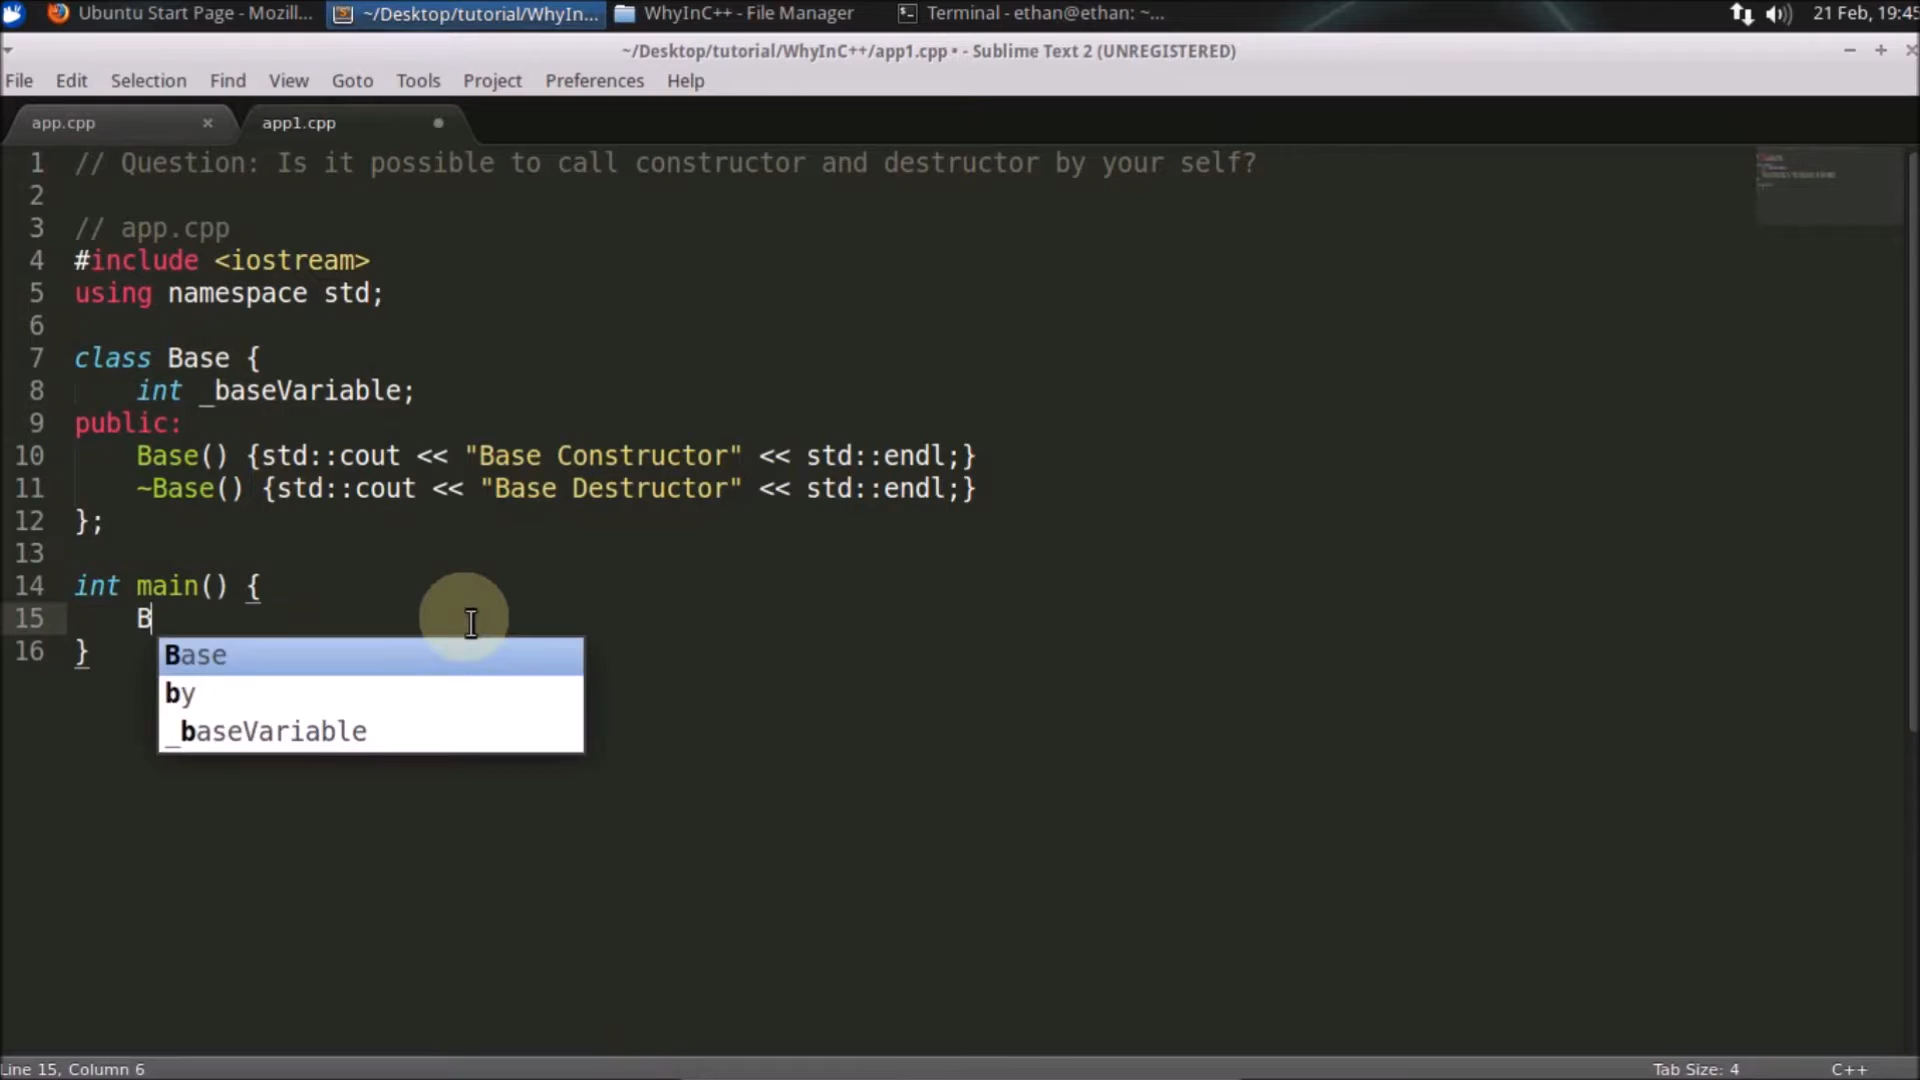 Ubuntu Start Page - Mozill... ~/Desktop/tutorial/WhyIn... WhyInC++ - File Manager Terminal - ethan@ethan: ~... 21 Feb, 19:45
~/Desktop/tutorial/WhyInC++/app1.cpp • - Sublime Text 2 (UNREGISTERED)
File Edit Selection Find View Goto Tools Project Preferences Help
app.cpp app1.cpp
1 // Question: Is it possible to call constructor and destructor by your self?
2
3 // app.cpp
4 #include <iostream>
5 using namespace std;
6
7 class Base {
8 int _baseVariable;
9 public:
10 Base() {std::cout << "Base Constructor" << std::endl;}
11 ~Base() {std::cout << "Base Destructor" << std::endl;}
12 };
13
14 int main() {
15 B
16 }
Base
by
_baseVariable
Line 15, Column 6 Tab Size: 4 C++